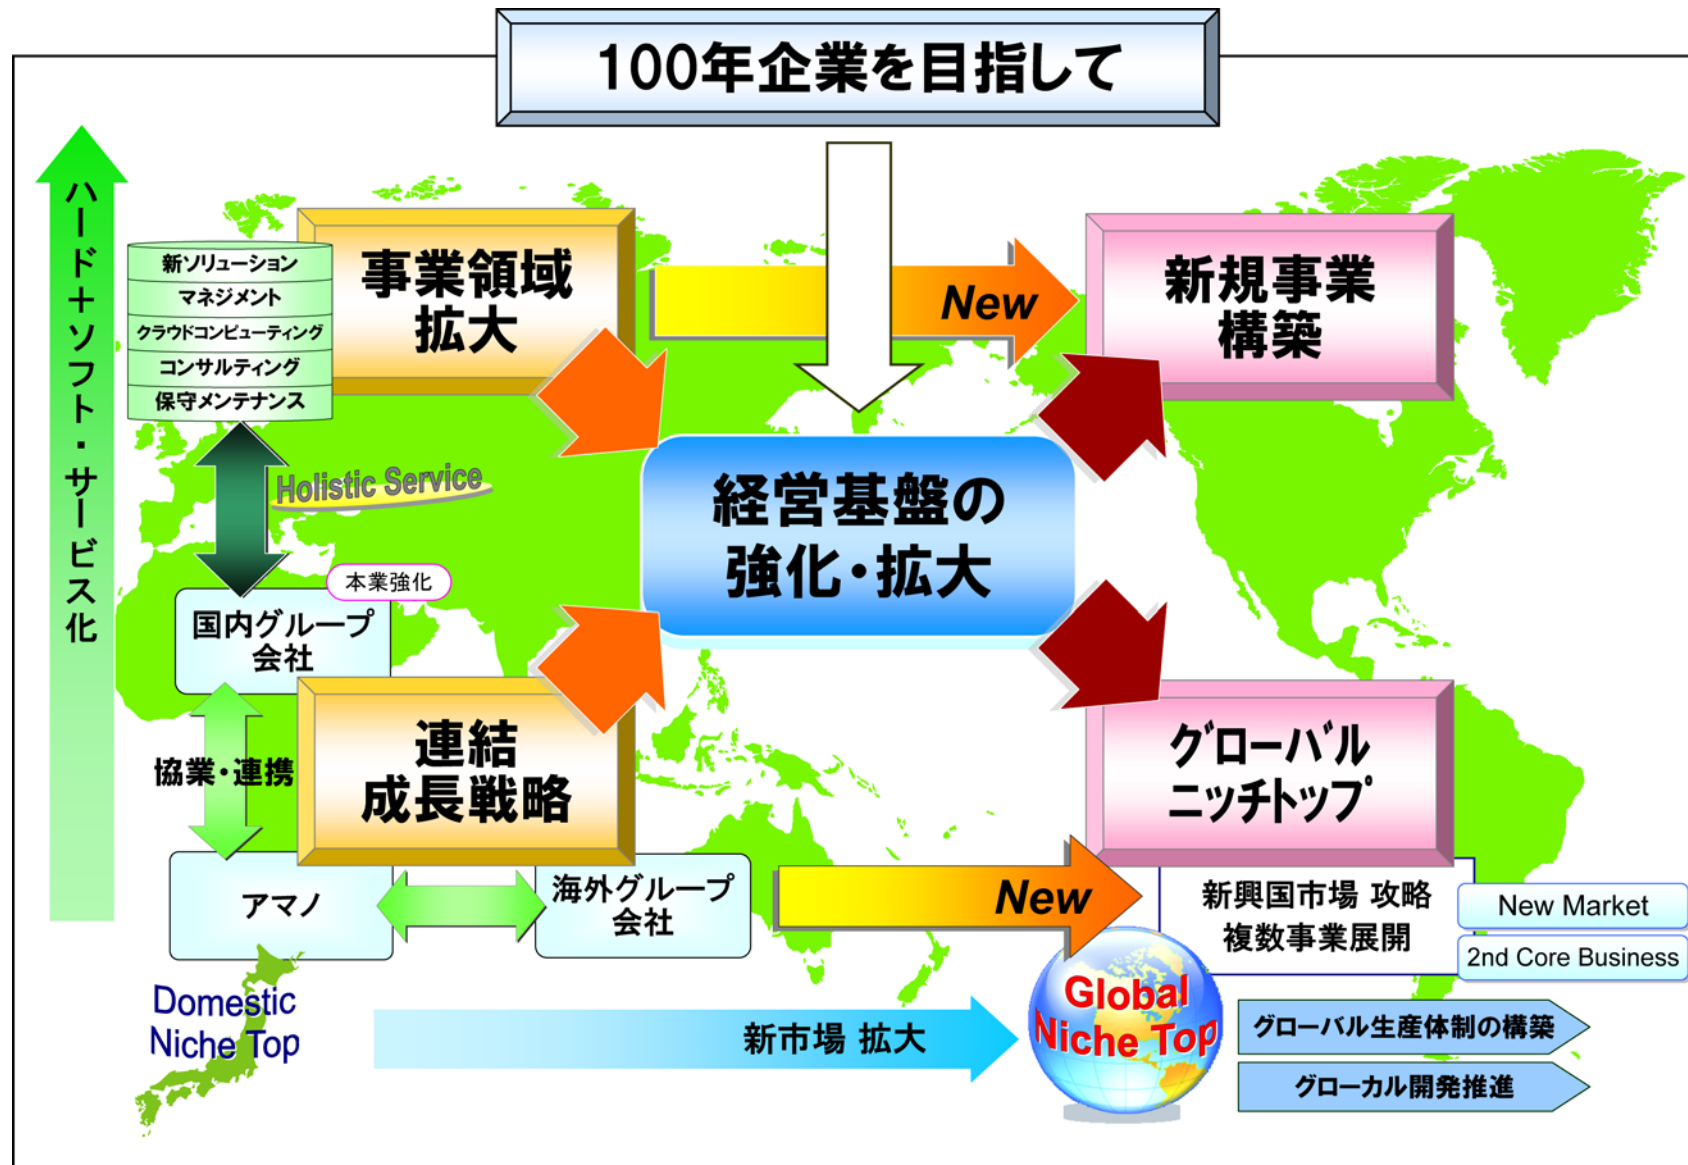 100年企業を目指して
ハード＋ソフト・サービス化
新ソリューション
マネジメント
クラウドコンピューティング
コンサルティング
保守メンテナンス
事業領域
拡大
New
新規事業
構築
Holistic Service
経営基盤の
強化・拡大
本業強化
国内グループ
会社
協業・連携
連結
成長戦略
グローバル
ニッチトップ
アマノ
海外グループ
会社
New
新興国市場 攻略
複数事業展開
New Market
2nd Core Business
Domestic
Niche Top
新市場 拡大
Global
Niche Top
グローバル生産体制の構築
グローカル開発推進